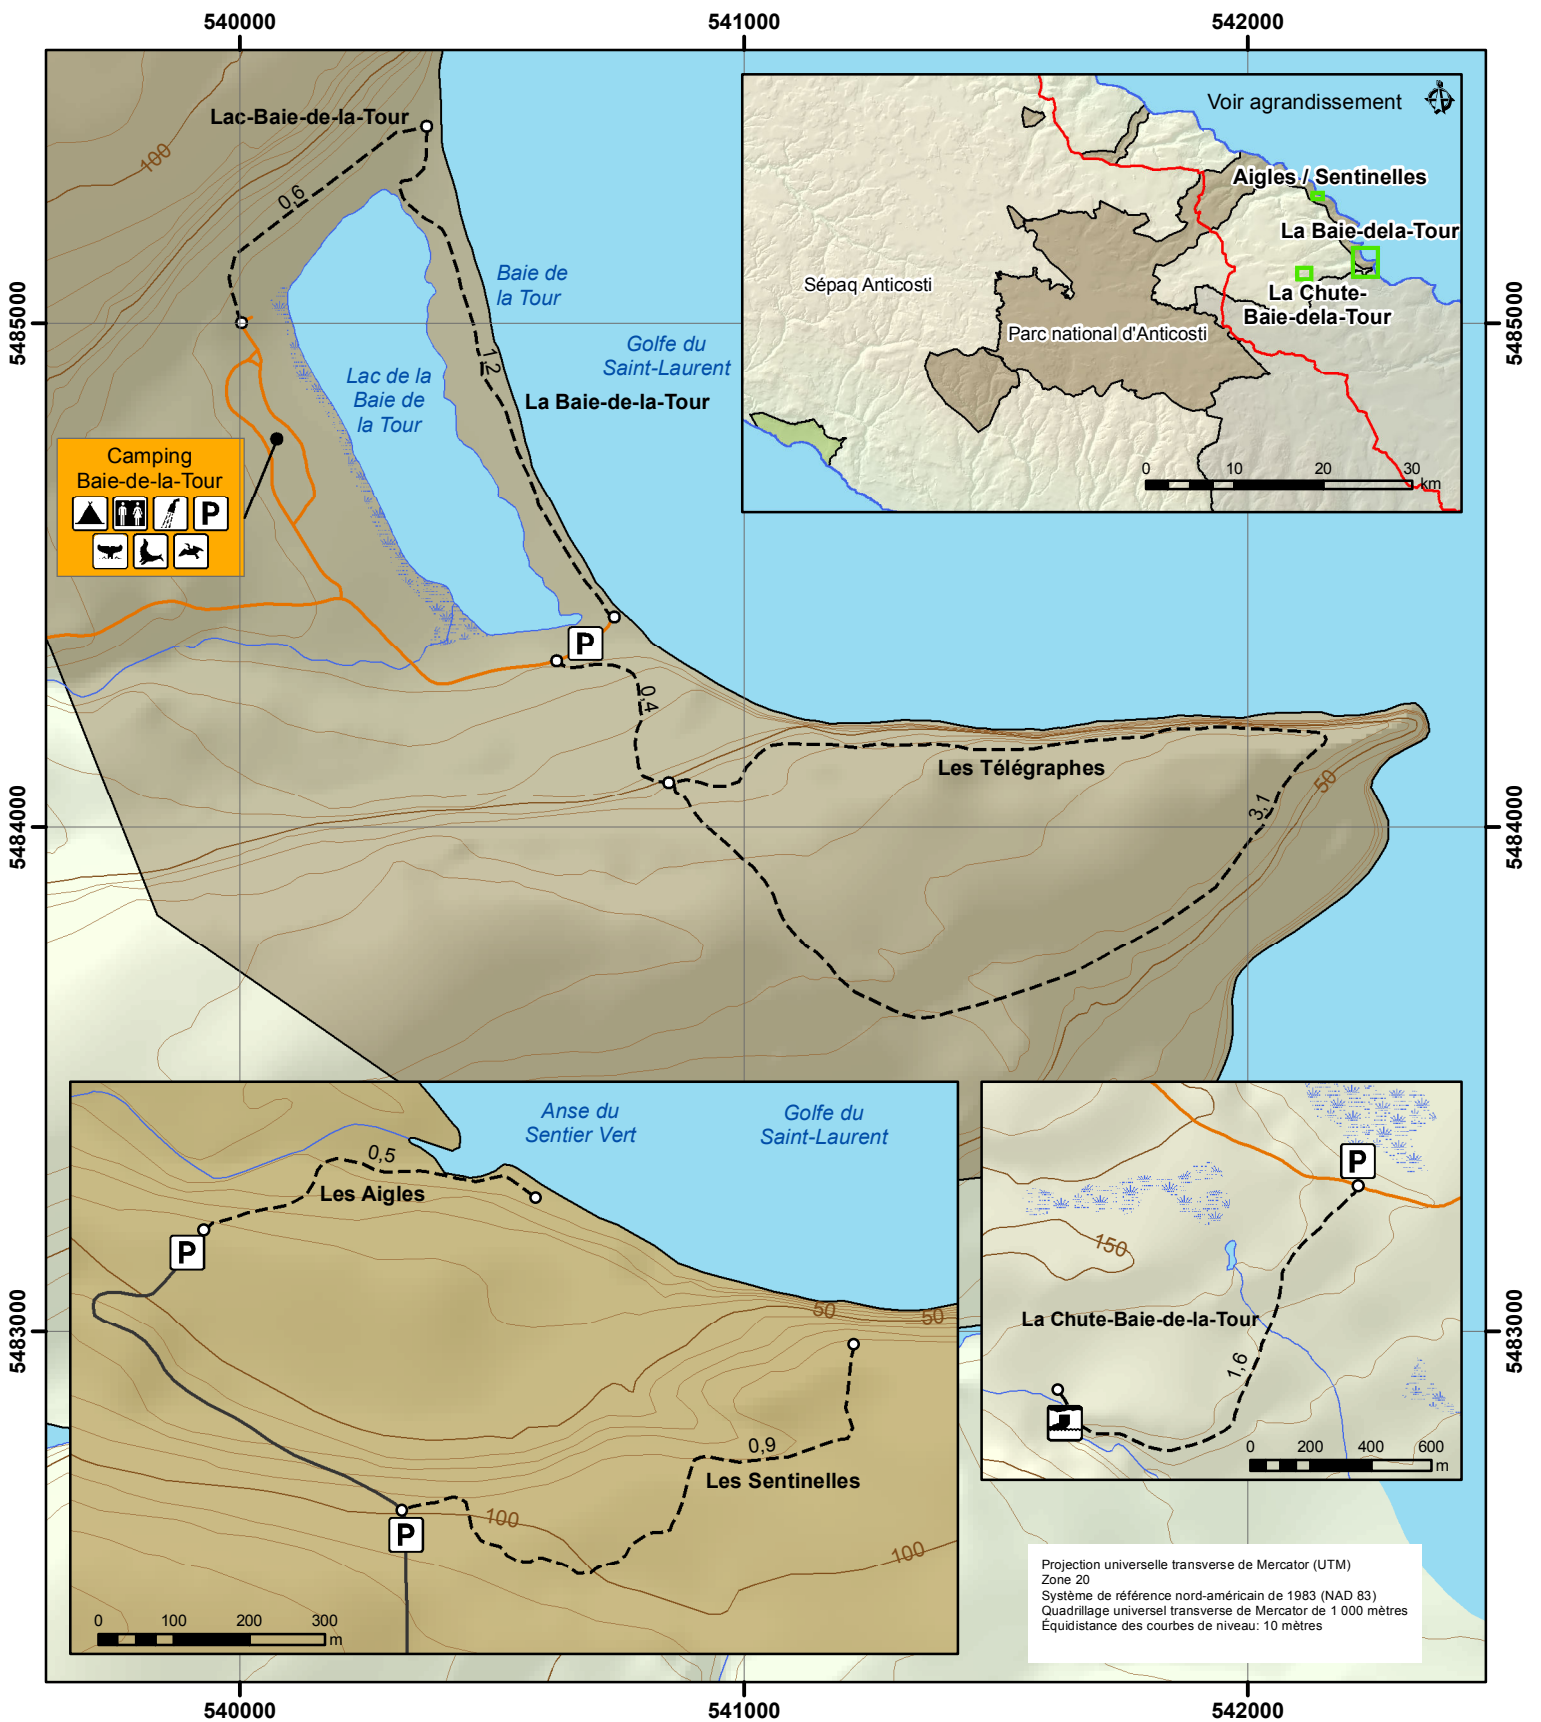 540000
541000
542000
Lac-Baie-de-la-Tour
100
0,6
Voir agrandissement
Aigles / Sentinelles
La Baie-dela-Tour
La Chute-
Baie-dela-Tour
Sépaq Anticosti
Parc national d'Anticosti
0 10 20 30
km
5485000
5485000
Baie de
la Tour
Golfe du
Saint-Laurent
1,2
La Baie-de-la-Tour
Lac de la
Baie de
la Tour
Camping
Baie-de-la-Tour
P
P
0,4
Les Télégraphes
50
3,1
5484000
5484000
Anse du
Sentier Vert
Golfe du
Saint-Laurent
0,5
Les Aigles
P
50
50
0,9
Les Sentinelles
100
P
100
0 100 200 300
m
P
150
La Chute-Baie-de-la-Tour
1,6
0 200 400 600
m
5483000
5483000
Projection universelle transverse de Mercator (UTM)
Zone 20
Système de référence nord-américain de 1983 (NAD 83)
Quadrillage universel transverse de Mercator de 1 000 mètres
Équidistance des courbes de niveau: 10 mètres
540000
541000
542000